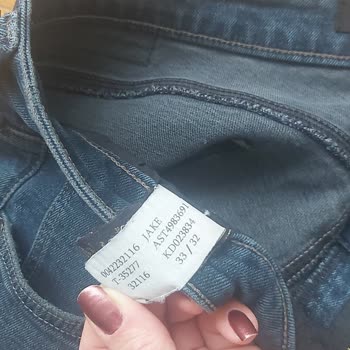 0042232116 JAKE
T-35277 AST4983691
32116 KD023834
33 / 32